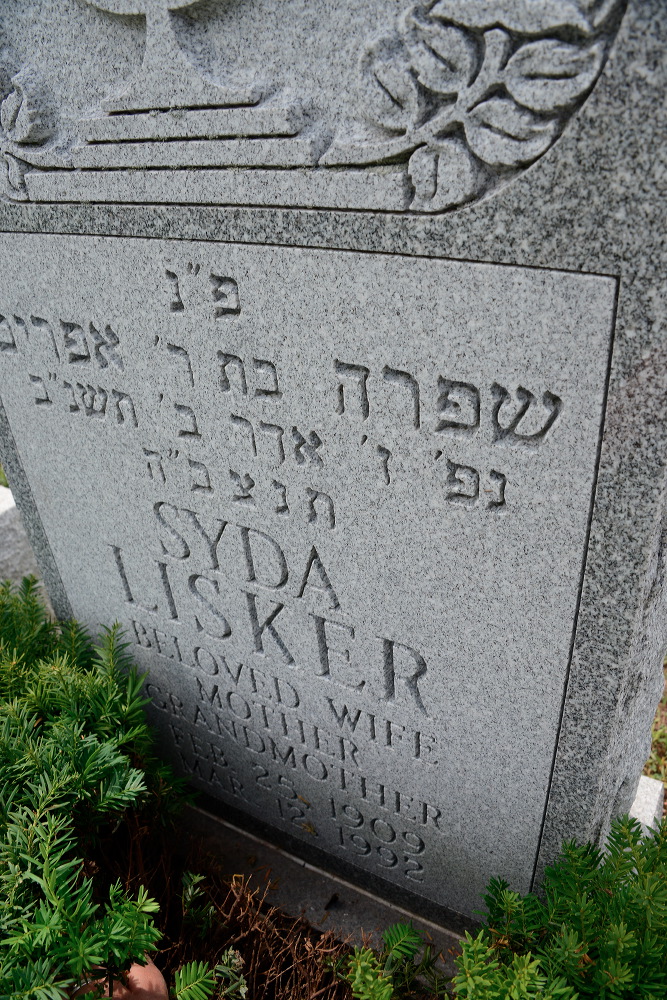 פ"נ
שפרה בת ר' אפרים
נפ' ז' אדר ב' תשנ"ב
תנצב"ה
SYDA
LISKER
BELOVED WIFE
MOTHER
GRANDMOTHER
FEB. 25, 1909
MAR. 12, 1992